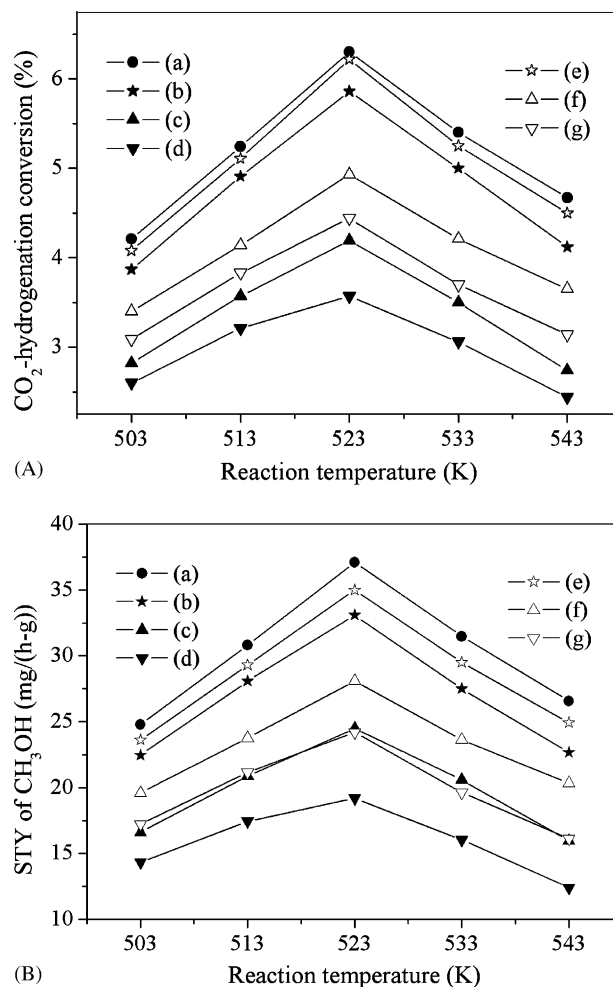 CO₂-hydrogenation conversion (%)
6
5
4
3
(a)
(b)
(c)
(d)
(e)
(f)
(g)
503 513 523 533 543
(A)
Reaction temperature (K)
STY of CH₃OH (mg/(h-g))
40
35
30
25
20
15
10
(a)
(b)
(c)
(d)
(e)
(f)
(g)
503 513 523 533 543
(B)
Reaction temperature (K)